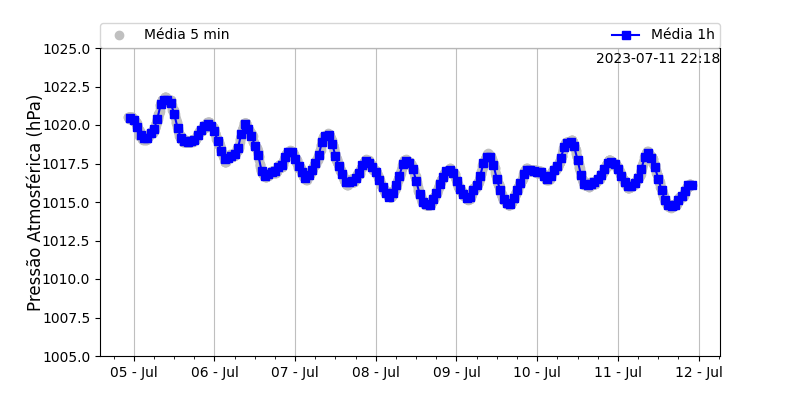 Média 5 min
Média 1h
2023-07-11 22:18
Pressão Atmosférica (hPa)
1025.0
1022.5
1020.0
1017.5
1015.0
1012.5
1010.0
1007.5
1005.0
05 - Jul
06 - Jul
07 - Jul
08 - Jul
09 - Jul
10 - Jul
11 - Jul
12 - Jul